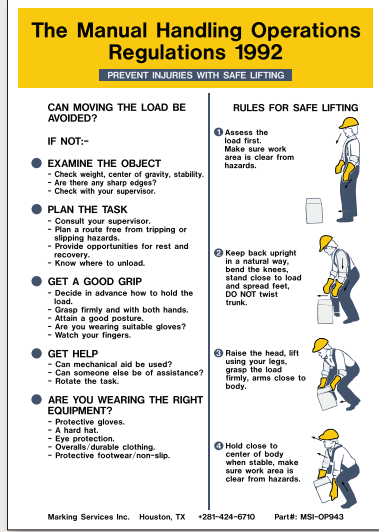 The Manual Handling Operations
Regulations 1992
PREVENT INJURIES WITH SAFE LIFTING
CAN MOVING THE LOAD BE
AVOIDED?
IF NOT:-
EXAMINE THE OBJECT
- Check weight, center of gravity, stability.
- Are there any sharp edges?
- Check with your supervisor.
PLAN THE TASK
- Consult your supervisor.
- Plan a route free from tripping or
slipping hazards.
- Provide opportunities for rest and
recovery.
- Know where to unload.
GET A GOOD GRIP
- Decide in advance how to hold the
load.
- Grasp firmly and with both hands.
- Attain a good posture.
- Are you wearing suitable gloves?
- Watch your fingers.
GET HELP
- Can mechanical aid be used?
- Can someone else be of assistance?
- Rotate the task.
ARE YOU WEARING THE RIGHT
EQUIPMENT?
- Protective gloves.
- A hard hat.
- Eye protection.
- Overalls/durable clothing.
- Protective footwear/non-slip.
RULES FOR SAFE LIFTING
1 Assess the
load first.
Make sure work
area is clear from
hazards.
2 Keep back upright
in a natural way,
bend the knees,
stand close to load
and spread feet,
DO NOT twist
trunk.
3 Raise the head, lift
using your legs,
grasp the load
firmly, arms close to
body.
4 Hold close to
center of body
when stable, make
sure work area is
clear from hazards.
Marking Services Inc. Houston, TX +281-424-6710 Part#: MSI-OP943